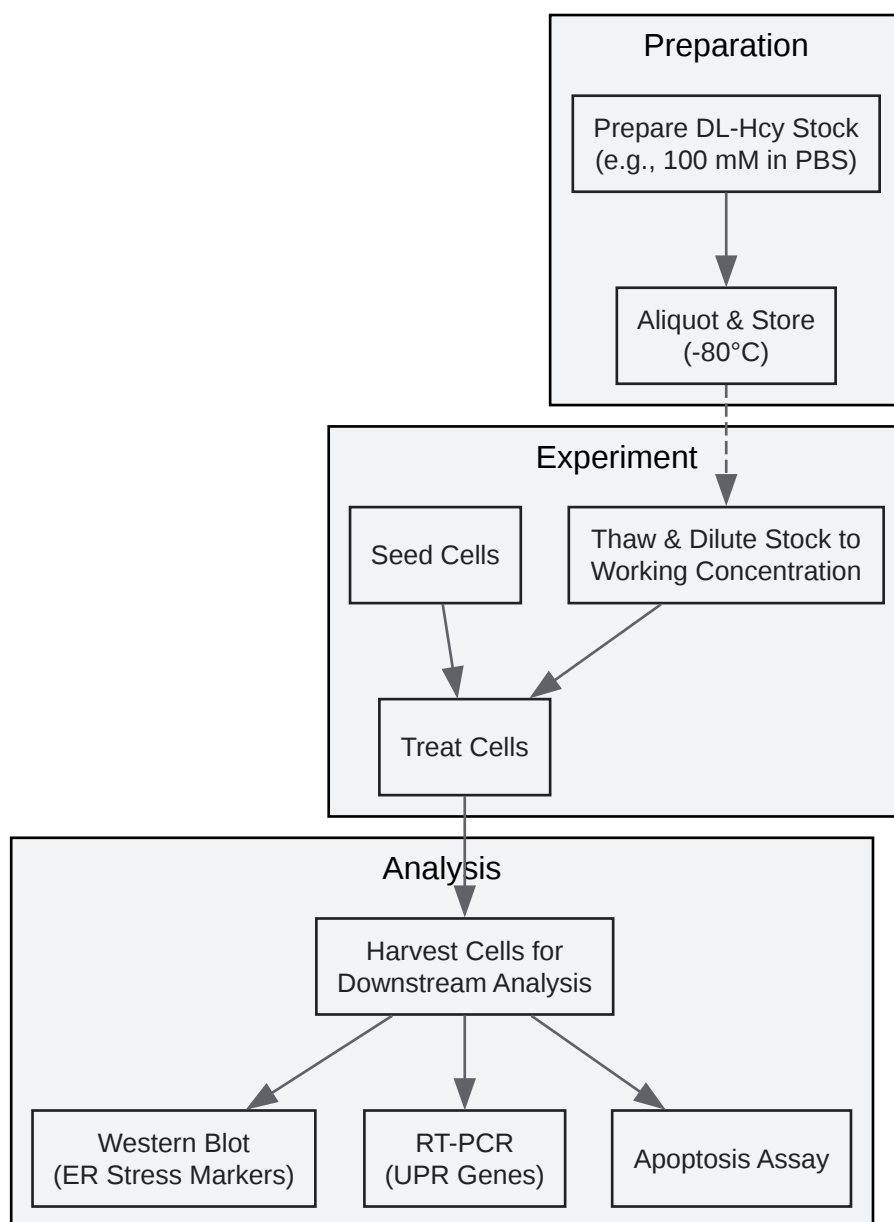 Preparation
Prepare DL-Hcy Stock
(e.g., 100 mM in PBS)
Aliquot & Store
(-80°C)
Experiment
Seed Cells
Thaw & Dilute Stock to
Working Concentration
Treat Cells
Analysis
Harvest Cells for
Downstream Analysis
Western Blot
(ER Stress Markers)
RT-PCR
(UPR Genes)
Apoptosis Assay